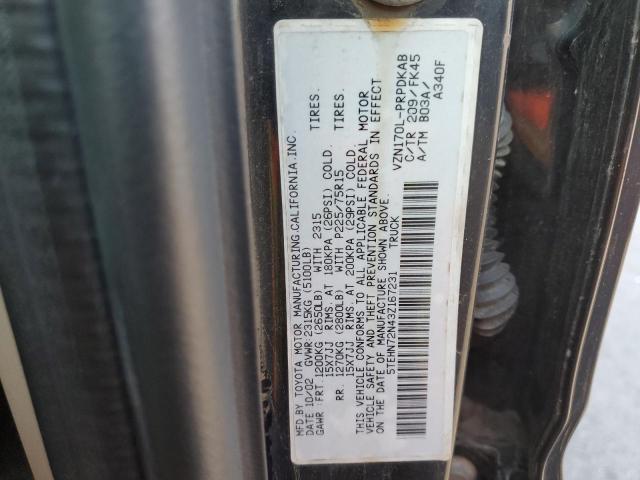 MFD BY TOYOTA MOTOR MANUFACTURING, CALIFORNIA, INC.
DATE 10/02 GVWR 2315KG (5100LB)
GAWR : FRT 1200KG (2650LB) WITH 2315 TIRES.
15X7JJ RIMS. AT 180KPA (26PSI) COLD.
RR. 1270KG (2800LB) WITH P225/75R15 TIRES.
15X7JJ RIMS. AT 200KPA (29PSI) COLD.
THIS VEHICLE CONFORMS TO ALL APPLICABLE FEDERAL MOTOR
VEHICLE SAFETY AND THEFT PREVENTION STANDARDS IN EFFECT
ON THE DATE OF MANUFACTURE SHOWN ABOVE.
5TEHN72N43Z167231 TRUCK
VZN170L-PRPDKAB
C/TR 209/FK45
A/TM B03A/
A340F